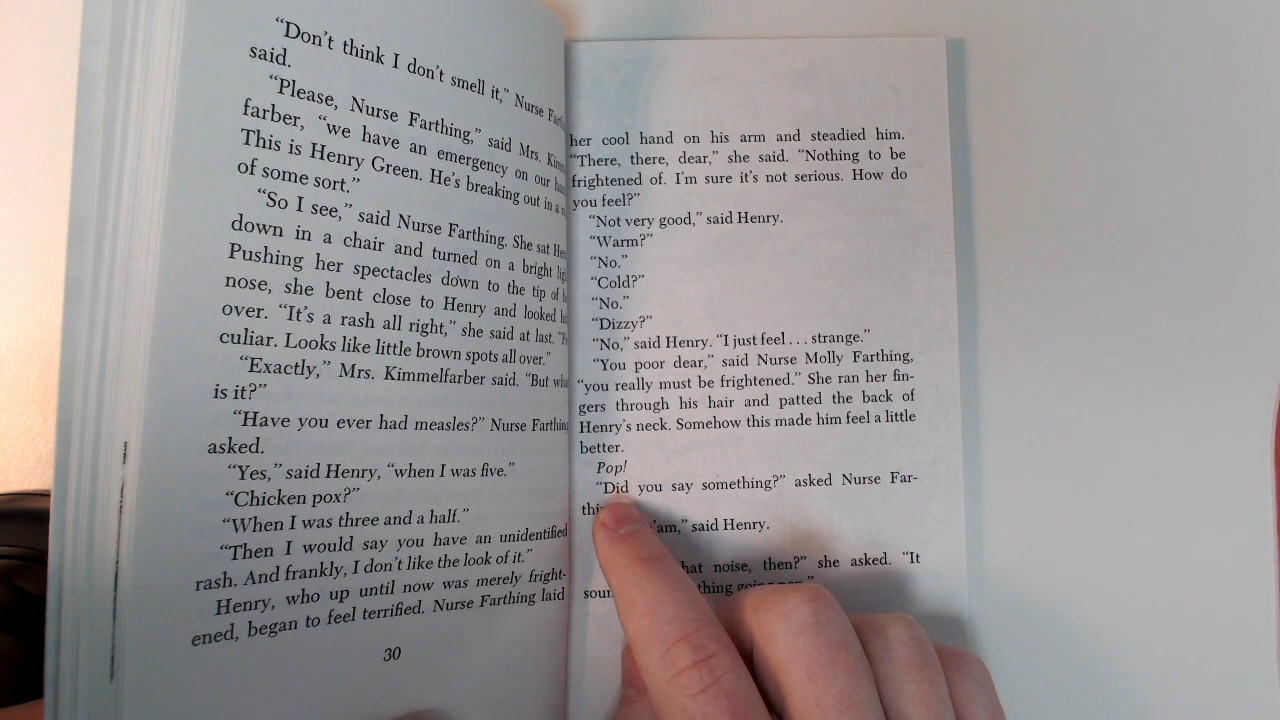 “Don’t think I don’t smell it,” Nurse
said.
“Please, Nurse Farthing,” said Mrs.
farber, “we have an emergency on our
This is Henry Green. He’s breaking out in a
of some sort.”
“So I see,” said Nurse Farthing. She sat
down in a chair and turned on a bright
Pushing her spectacles down to the tip of
nose, she bent close to Henry and looked
over. “It’s a rash all right,” she said at last.
culiar. Looks like little brown spots all over.”
“Exactly,” Mrs. Kimmelfarber said. “But
is it?”
“Have you ever had measles?” Nurse Farthing
asked.
“Yes,” said Henry, “when I was five.”
“Chicken pox?”
“When I was three and a half.”
“Then I would say you have an unidentified
rash. And frankly, I don’t like the look of it.”
Henry, who up until now was merely fright-
ened, began to feel terrified. Nurse Farthing laid
30
her cool hand on his arm and steadied him.
“There, there, dear,” she said. “Nothing to be
frightened of. I’m sure it’s not serious. How do
you feel?”
“Not very good,” said Henry.
“Warm?”
“No.”
“Cold?”
“No.”
“Dizzy?”
“No,” said Henry. “I just feel . . . strange.”
“You poor dear,” said Nurse Molly Farthing,
“you really must be frightened.” She ran her fin-
gers through his hair and patted the back of
Henry’s neck. Somehow this made him feel a little
better.
Pop!
“Did you say something?” asked Nurse Far-
said Henry.
noise, then?” she asked. “It
going